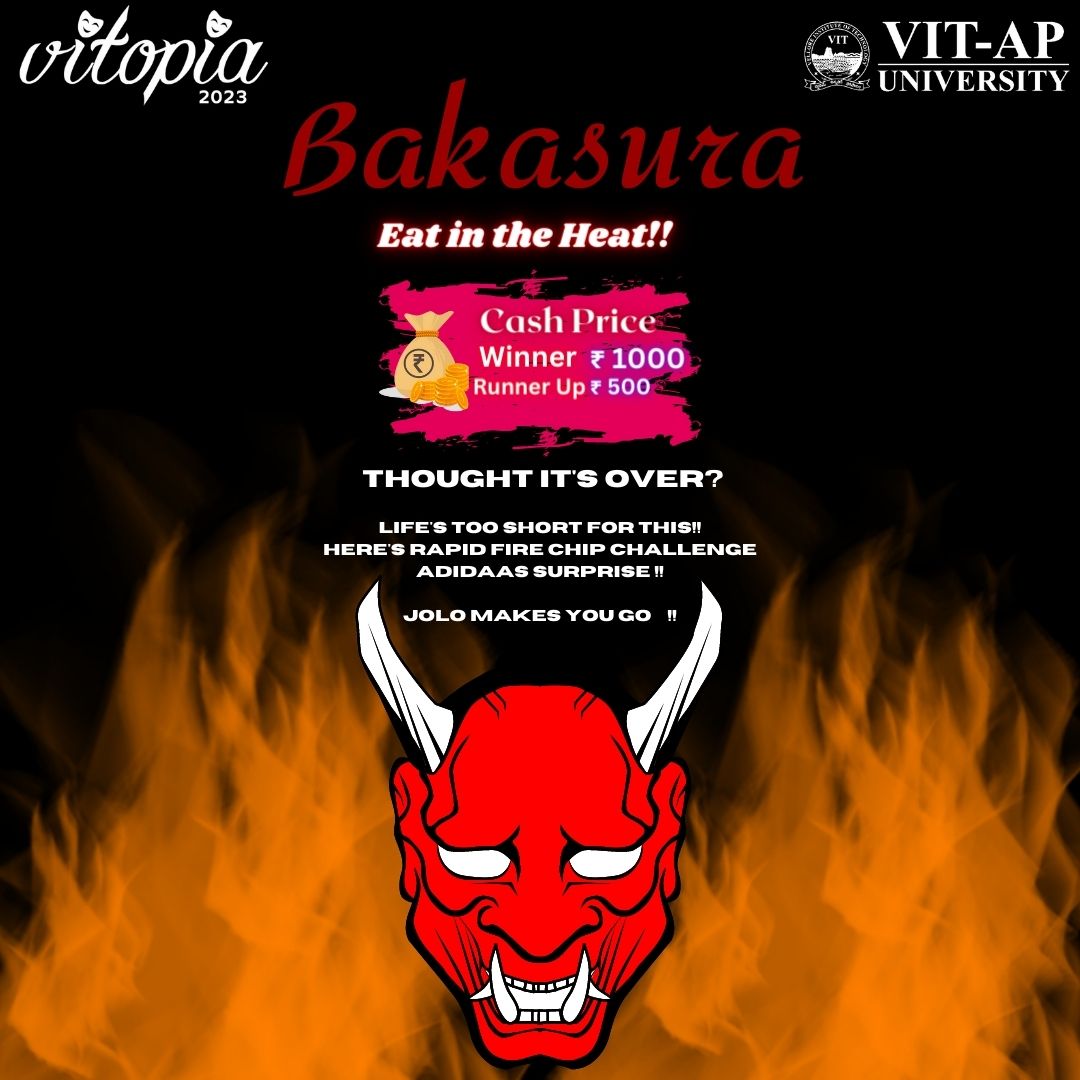 vitopia
2023
VIT-AP
UNIVERSITY
VIT
Bakasura
Eat in the Heat!!
Cash Price
Winner ₹ 1000
Runner Up ₹ 500
THOUGHT IT'S OVER?
LIFE'S TOO SHORT FOR THIS!!
HERE'S RAPID FIRE CHIP CHALLENGE
ADIDAAS SURPRISE !!
JOLO MAKES YOU GO !!